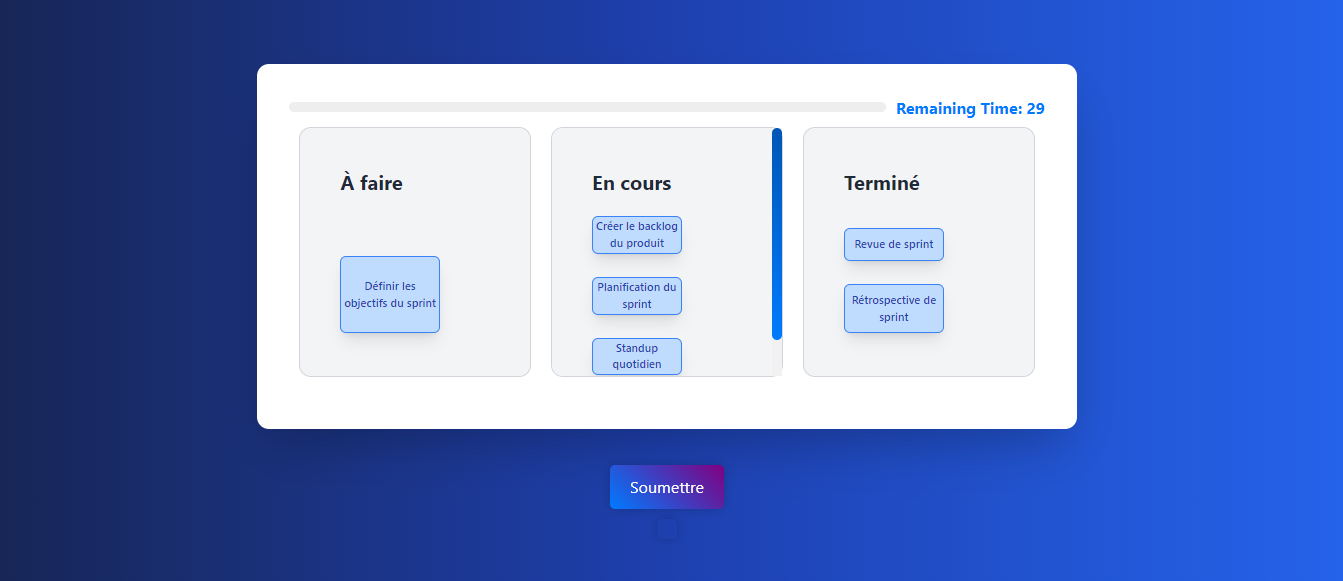 Remaining Time: 29
À faire
Définir les
objectifs du sprint
En cours
Créer le backlog
du produit
Planification du
sprint
Standup
quotidien
Terminé
Revue de sprint
Rétrospective de
sprint
Soumettre